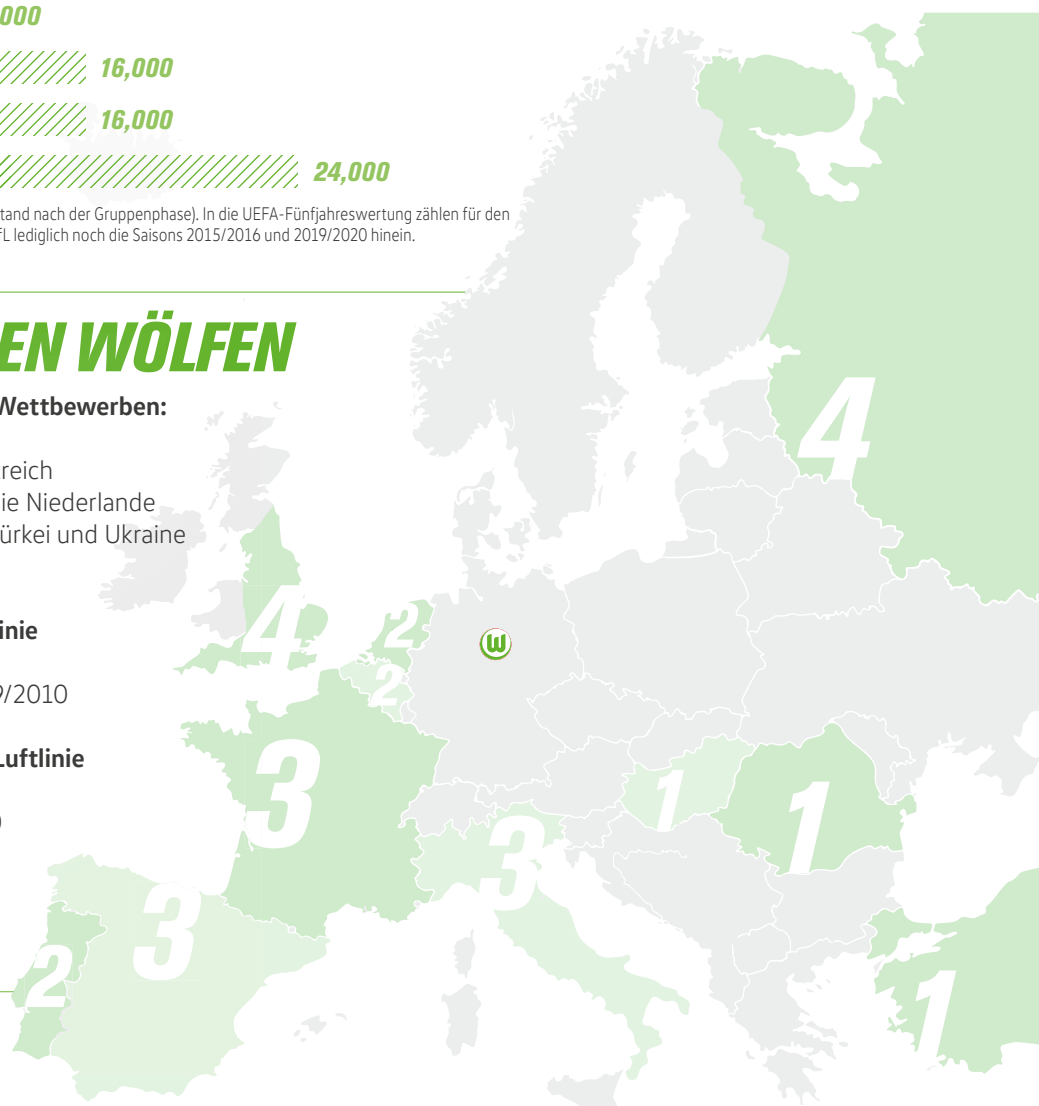 000
16,000
16,000
24,000
tand nach der Gruppenphase). In die UEFA-Fünfjahreswertung zählen für den
fL lediglich noch die Saisons 2015/2016 und 2019/2020 hinein.
EN WÖLFEN
Wettbewerben:
reich
ie Niederlande
ürkei und Ukraine
inie
9/2010
Luftlinie
)
4
4
2
W
2
3
1
1
3
3
2
1